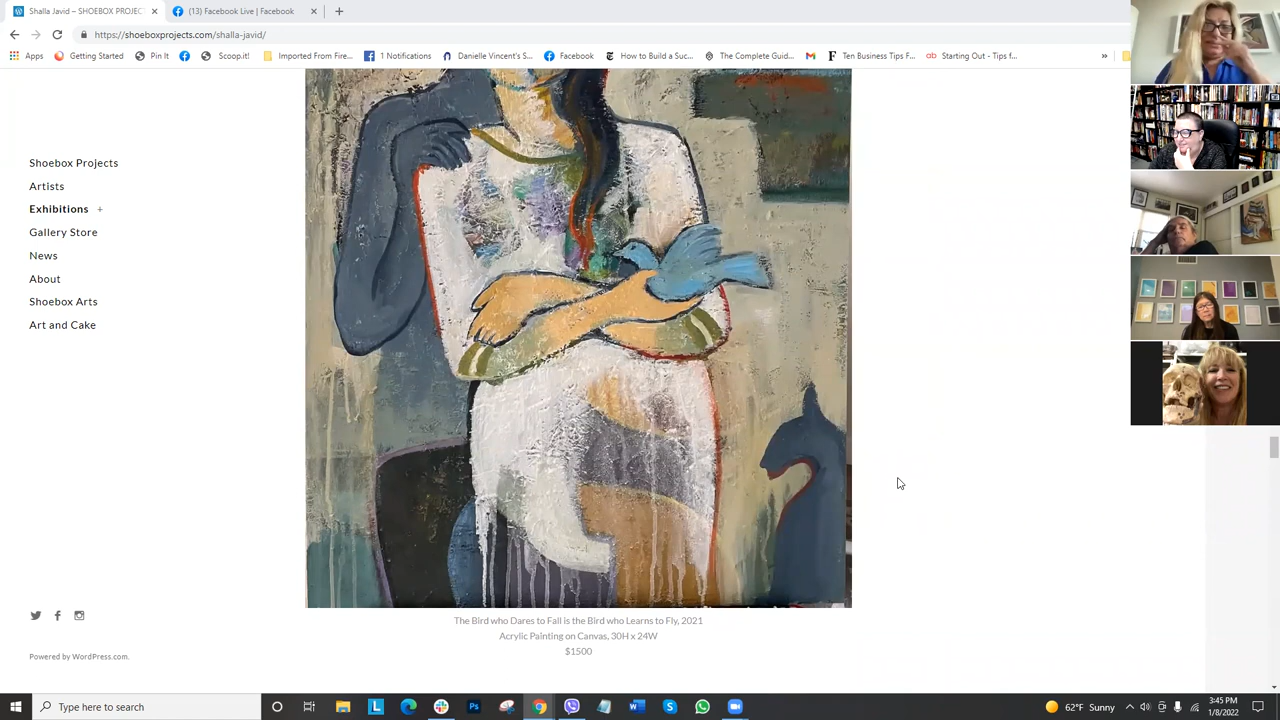 Shalla Javid – SHOEBOX PROJEC
(13) Facebook Live | Facebook
https://shoeboxprojects.com/shalla-javid/
Apps
Getting Started
Pin It
Scoop.it!
Imported From Fire...
1 Notifications
Danielle Vincent's S...
Facebook
How to Build a Suc...
The Complete Guid...
Ten Business Tips F...
Starting Out - Tips f...
»
Shoebox Projects
Artists
Exhibitions +
Gallery Store
News
About
Shoebox Arts
Art and Cake
The Bird who Dares to Fall is the Bird who Learns to Fly, 2021
Acrylic Painting on Canvas, 30H x 24W
$1500
Powered by WordPress.com.
Type here to search
62°F Sunny
3:45 PM
1/8/2022